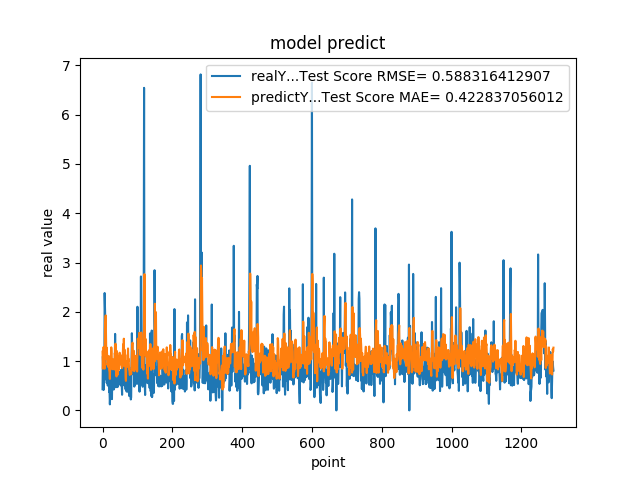 model predict
realY...Test Score RMSE= 0.588316412907
predictY...Test Score MAE= 0.422837056012
7
6
5
4
3
2
1
0
real value
0 200 400 600 800 1000 1200
point